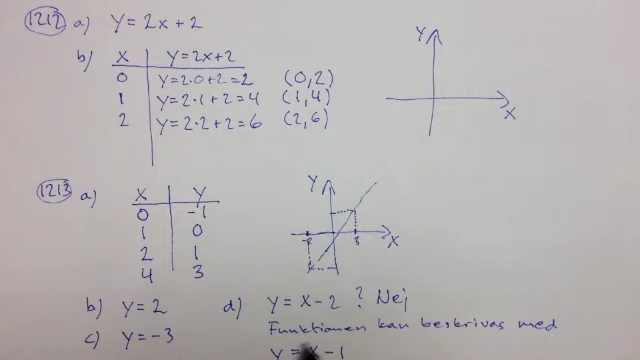 1212 a) y = 2x + 2
b) x | y = 2x+2
0 | y = 2·0+2 = 2 (0,2)
1 | y = 2·1+2 = 4 (1,4)
2 | y = 2·2+2 = 6 (2,6)
y
x
1213 a) x | y
0 | -1
1 | 0
2 | 1
4 | 3
y
-2 3 x
b) y = 2
c) y = -3
d) y = x - 2 ? Nej
Funktionen kan beskrivas med
y = x - 1